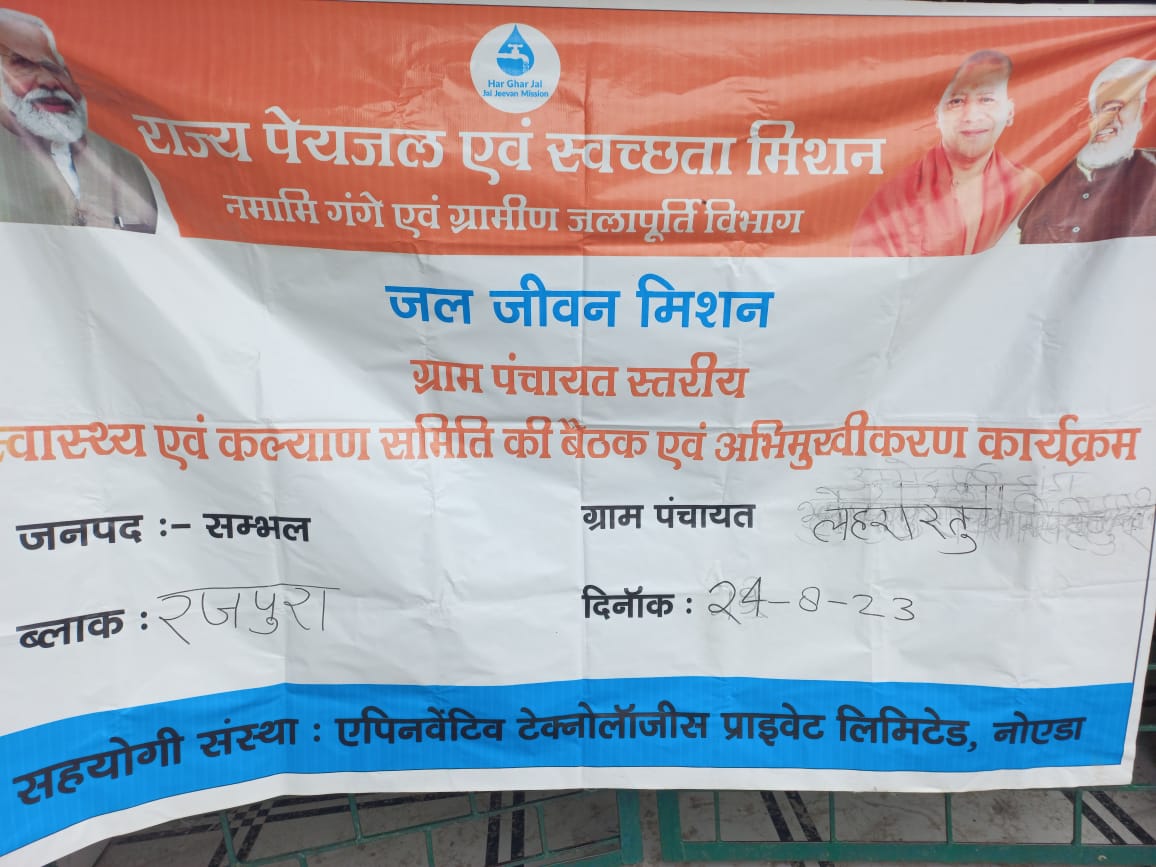 Har Ghar Jal
Jal Jeevan Mission
राज्य पेयजल एवं स्वच्छता मिशन
नमामि गंगे एवं ग्रामीण जलापूर्ति विभाग
जल जीवन मिशन
ग्राम पंचायत स्तरीय
स्वास्थ्य एवं कल्याण समिति की बैठक एवं अभिमुखीकरण कार्यक्रम
जनपद :- सम्भल
ग्राम पंचायत
ब्लाक : रजपुरा
दिनॉक : 24-8-23
सहयोगी संस्था : एपिनवेंटिव टेक्नोलॉजीस प्राइवेट लिमिटेड, नोएडा